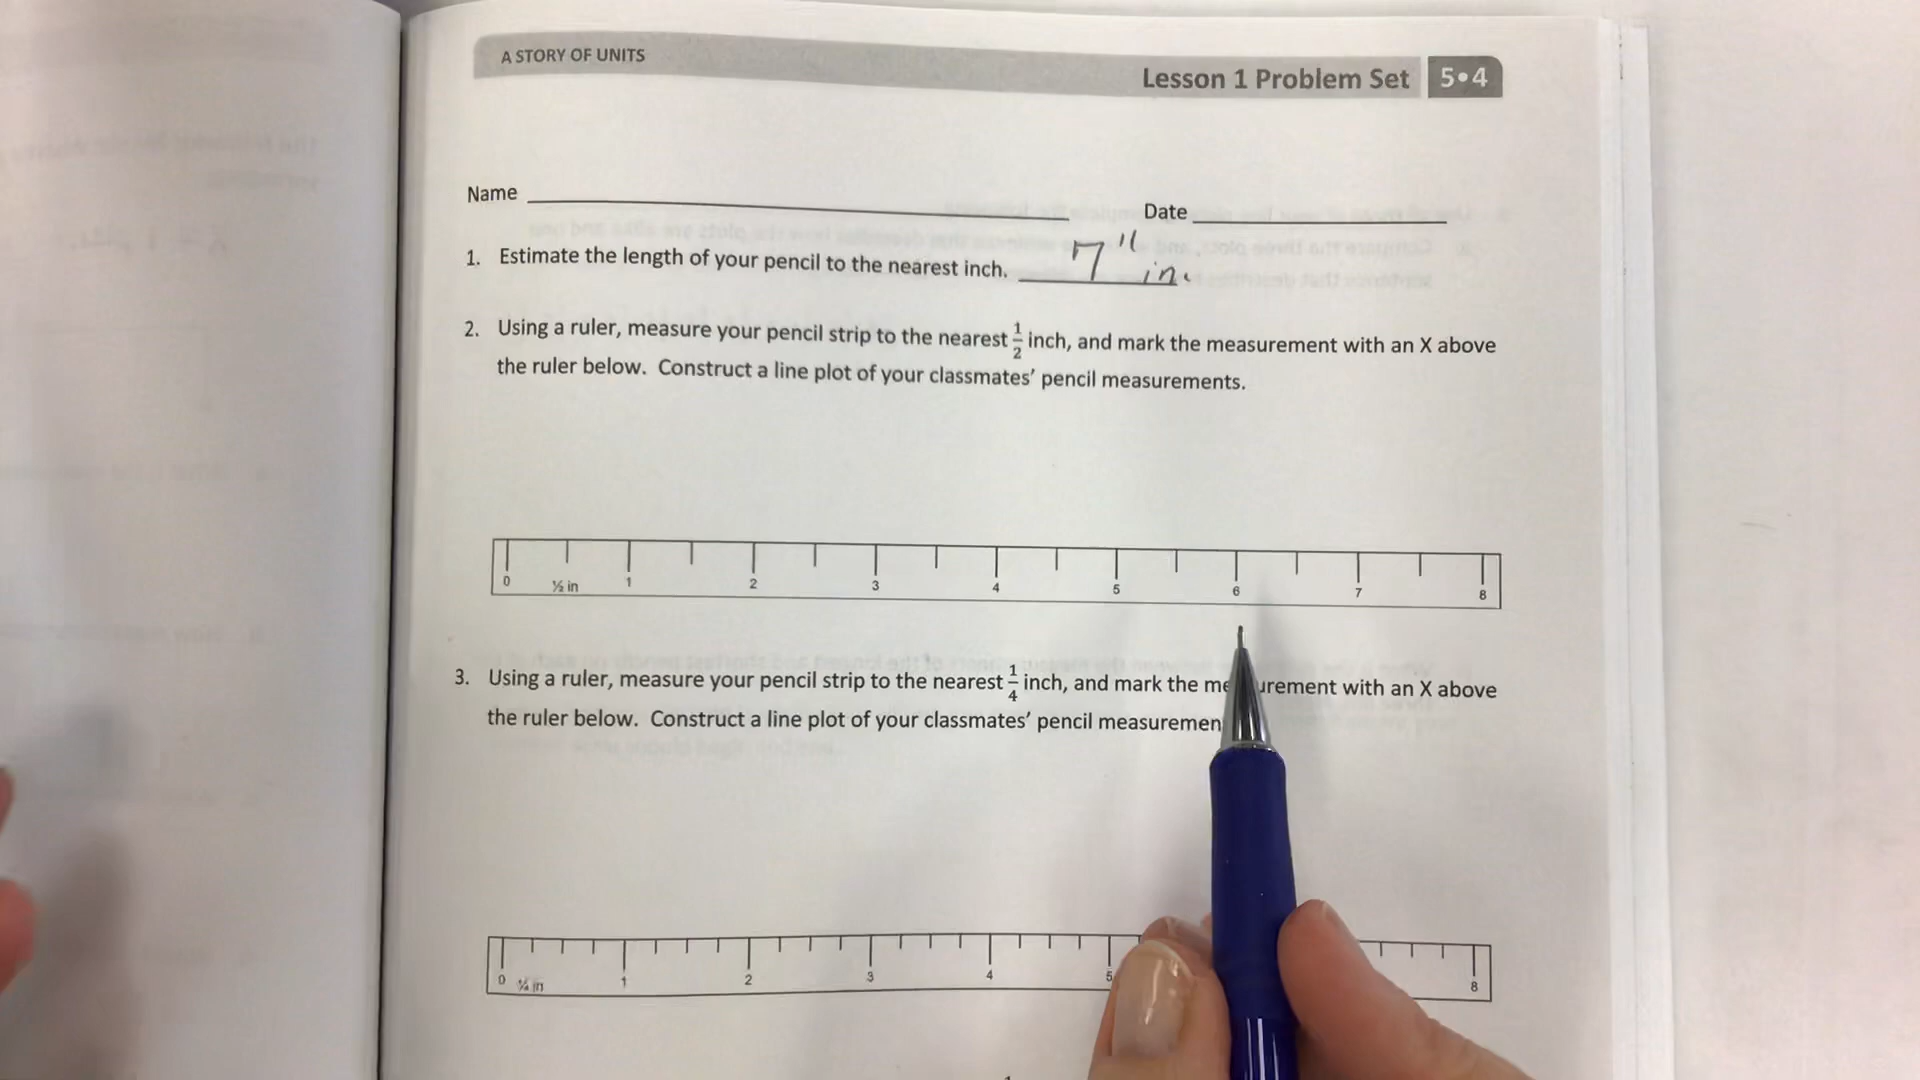 A STORY OF UNITS
Lesson 1 Problem Set 5•4
Name Date
1. Estimate the length of your pencil to the nearest inch. 7" in.
2. Using a ruler, measure your pencil strip to the nearest 1/2 inch, and mark the measurement with an X above
the ruler below. Construct a line plot of your classmates' pencil measurements.
0 ½ in 1 2 3 4 5 6 7 8
3. Using a ruler, measure your pencil strip to the nearest 1/4 inch, and mark the me urement with an X above
the ruler below. Construct a line plot of your classmates' pencil measuremen
0 ¼ in 1 2 3 4 5 8